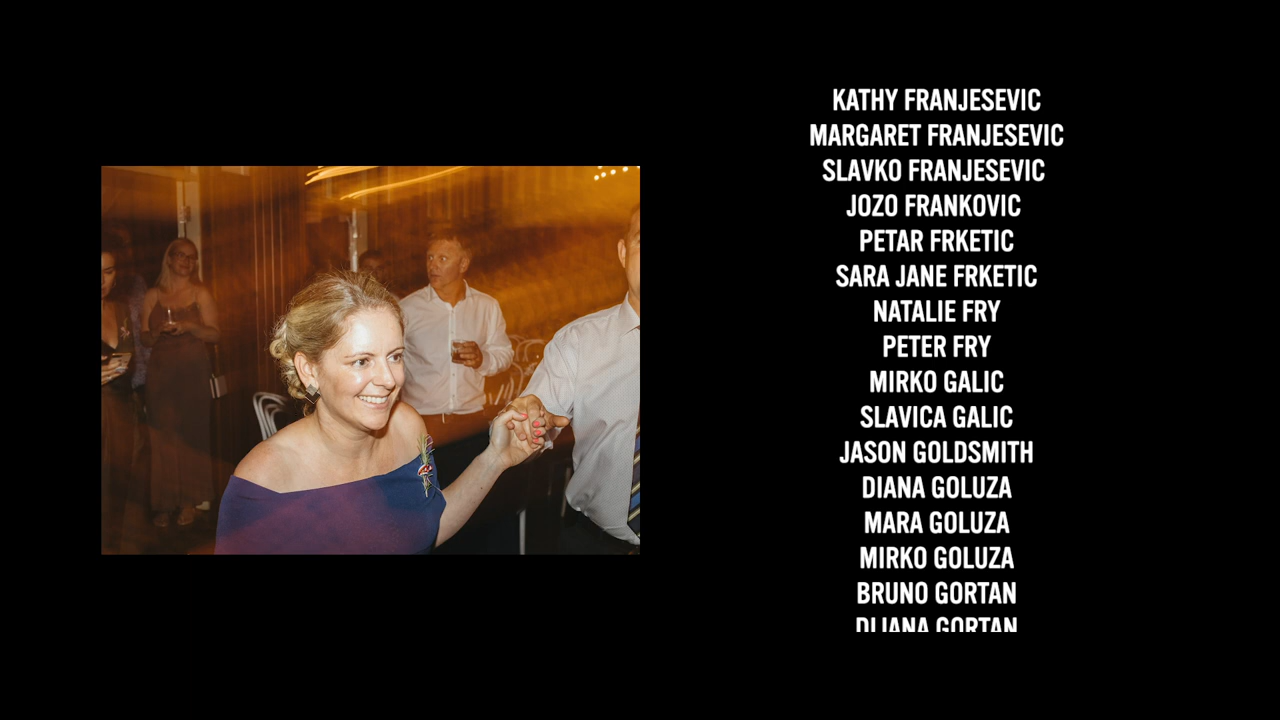 KATHY FRANJESEVIC
MARGARET FRANJESEVIC
SLAVKO FRANJESEVIC
JOZO FRANKOVIC
PETAR FRKETIC
SARA JANE FRKETIC
NATALIE FRY
PETER FRY
MIRKO GALIC
SLAVICA GALIC
JASON GOLDSMITH
DIANA GOLUZA
MARA GOLUZA
MIRKO GOLUZA
BRUNO GORTAN
GORTAN